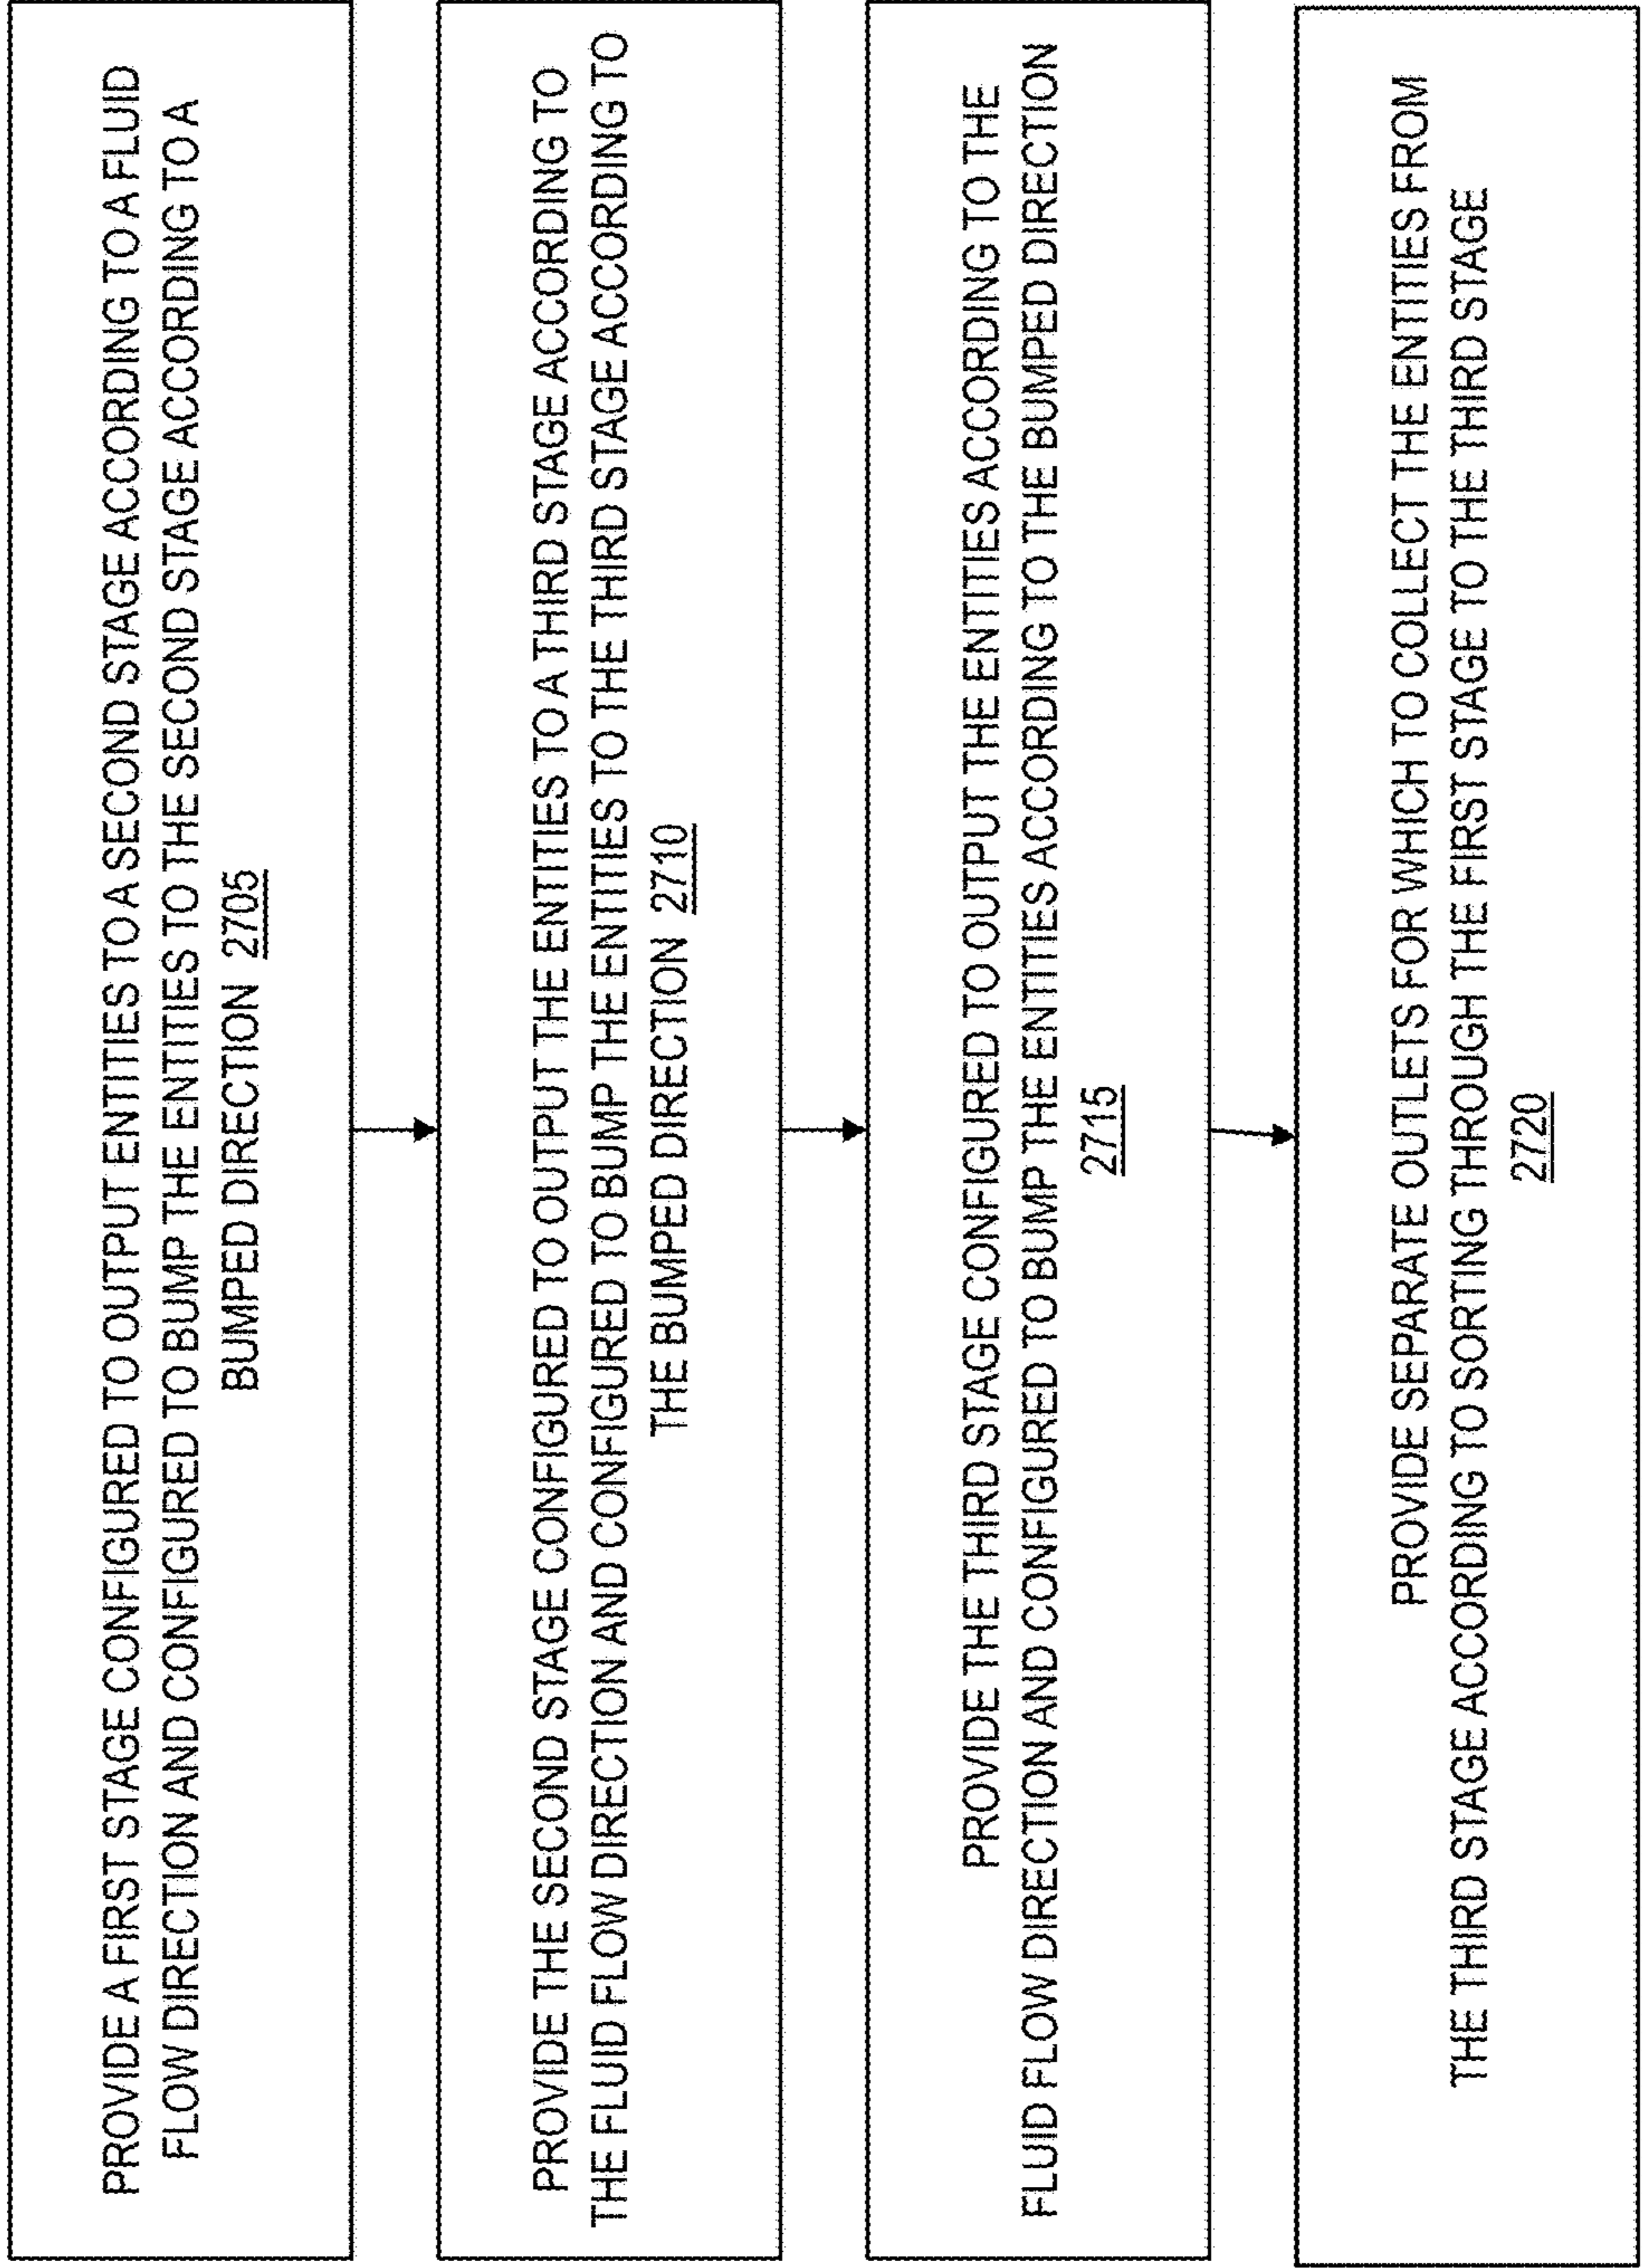 PROVIDE A FIRST STAGE CONFIGURED TO OUTPUT ENTITIES TO A SECOND STAGE ACCORDING TO A FLUID
FLOW DIRECTION AND CONFIGURED TO BUMP THE ENTITIES TO THE SECOND STAGE ACCORDING TO A
BUMPED DIRECTION 2705
PROVIDE THE SECOND STAGE CONFIGURED TO OUTPUT THE ENTITIES TO A THIRD STAGE ACCORDING TO
THE FLUID FLOW DIRECTION AND CONFIGURED TO BUMP THE ENTITIES TO THE THIRD STAGE ACCORDING TO
THE BUMPED DIRECTION 2710
PROVIDE THE THIRD STAGE CONFIGURED TO OUTPUT THE ENTITIES ACCORDING TO THE
FLUID FLOW DIRECTION AND CONFIGURED TO BUMP THE ENTITIES ACCORDING TO THE BUMPED DIRECTION
2715
PROVIDE SEPARATE OUTLETS FOR WHICH TO COLLECT THE ENTITIES FROM
THE THIRD STAGE ACCORDING TO SORTING THROUGH THE FIRST STAGE TO THE THIRD STAGE
2720